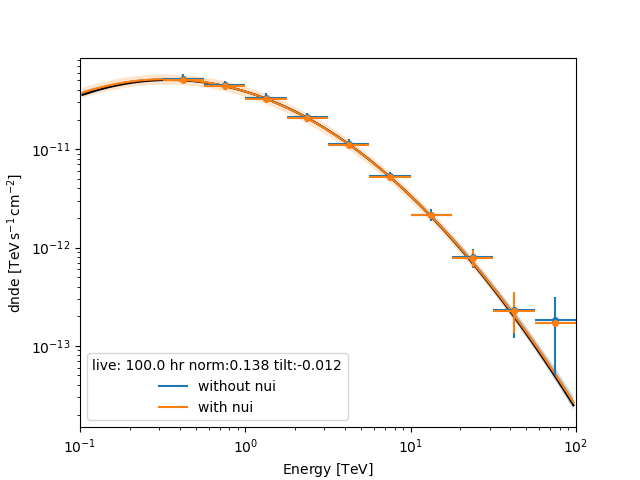 dnde [TeV s⁻¹ cm⁻²]
10⁻¹¹
10⁻¹²
10⁻¹³
live: 100.0 hr norm:0.138 tilt:-0.012
without nui
with nui
10⁻¹ 10⁰ 10¹ 10²
Energy [TeV]